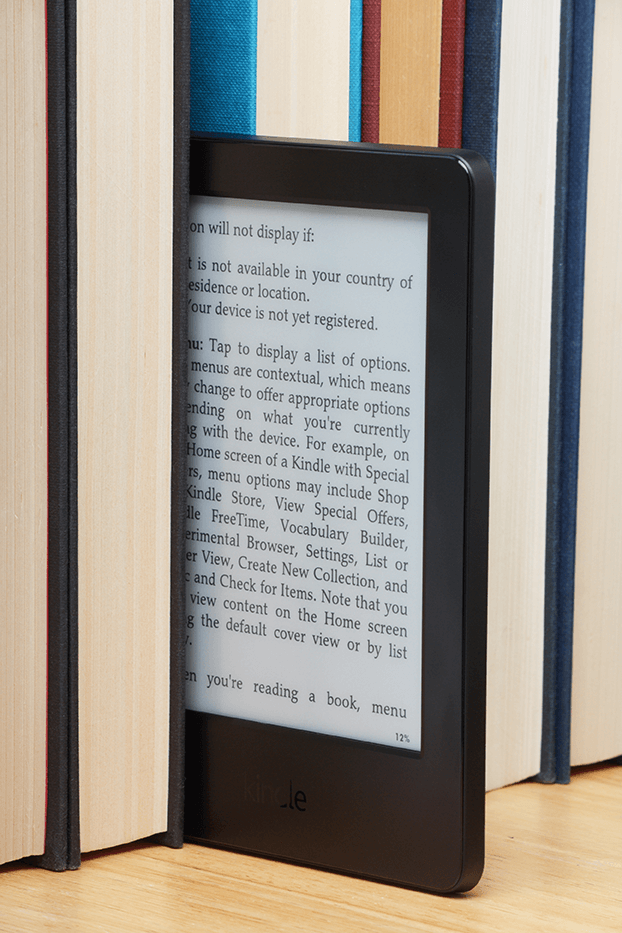 on will not display if:
t is not available in your country of
esidence or location.
Your device is not yet registered.
nu: Tap to display a list of options.
menus are contextual, which means
change to offer appropriate options
ending on what you're currently
ng with the device. For example, on
Home screen of a Kindle with Special
rs, menu options may include Shop
Kindle Store, View Special Offers,
dle FreeTime, Vocabulary Builder,
erimental Browser, Settings, List or
er View, Create New Collection, and
c and Check for Items. Note that you
view content on the Home screen
ng the default cover view or by list
y.
en you're reading a book, menu
12%
kindle